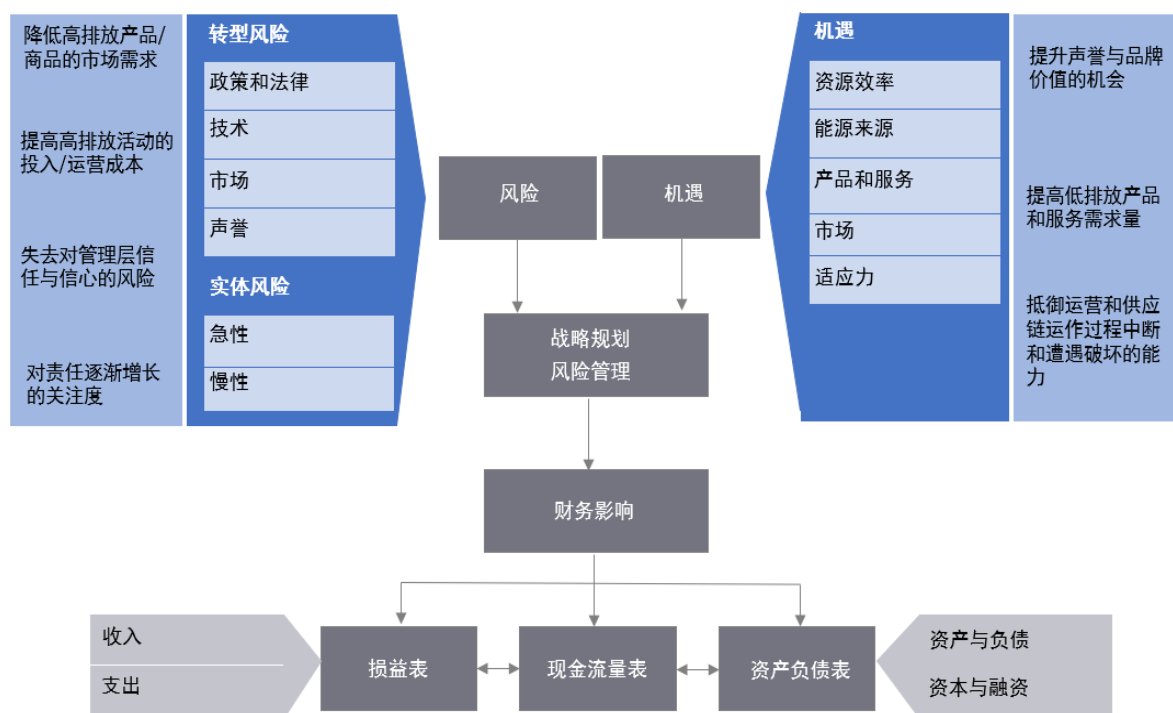 降低高排放产品/
商品的市场需求
提高高排放活动的
投入/运营成本
失去对管理层信
任与信心的风险
对责任逐渐增长
的关注度
转型风险
政策和法律
技术
市场
声誉
实体风险
急性
慢性
风险
机遇
机遇
资源效率
能源来源
产品和服务
市场
适应力
提升声誉与品牌
价值的机会
提高低排放产品
和服务需求量
抵御运营和供应
链运作过程中断
和遭遇破坏的能
力
战略规划
风险管理
财务影响
收入
支出
损益表
现金流量表
资产负债表
资产与负债
资本与融资